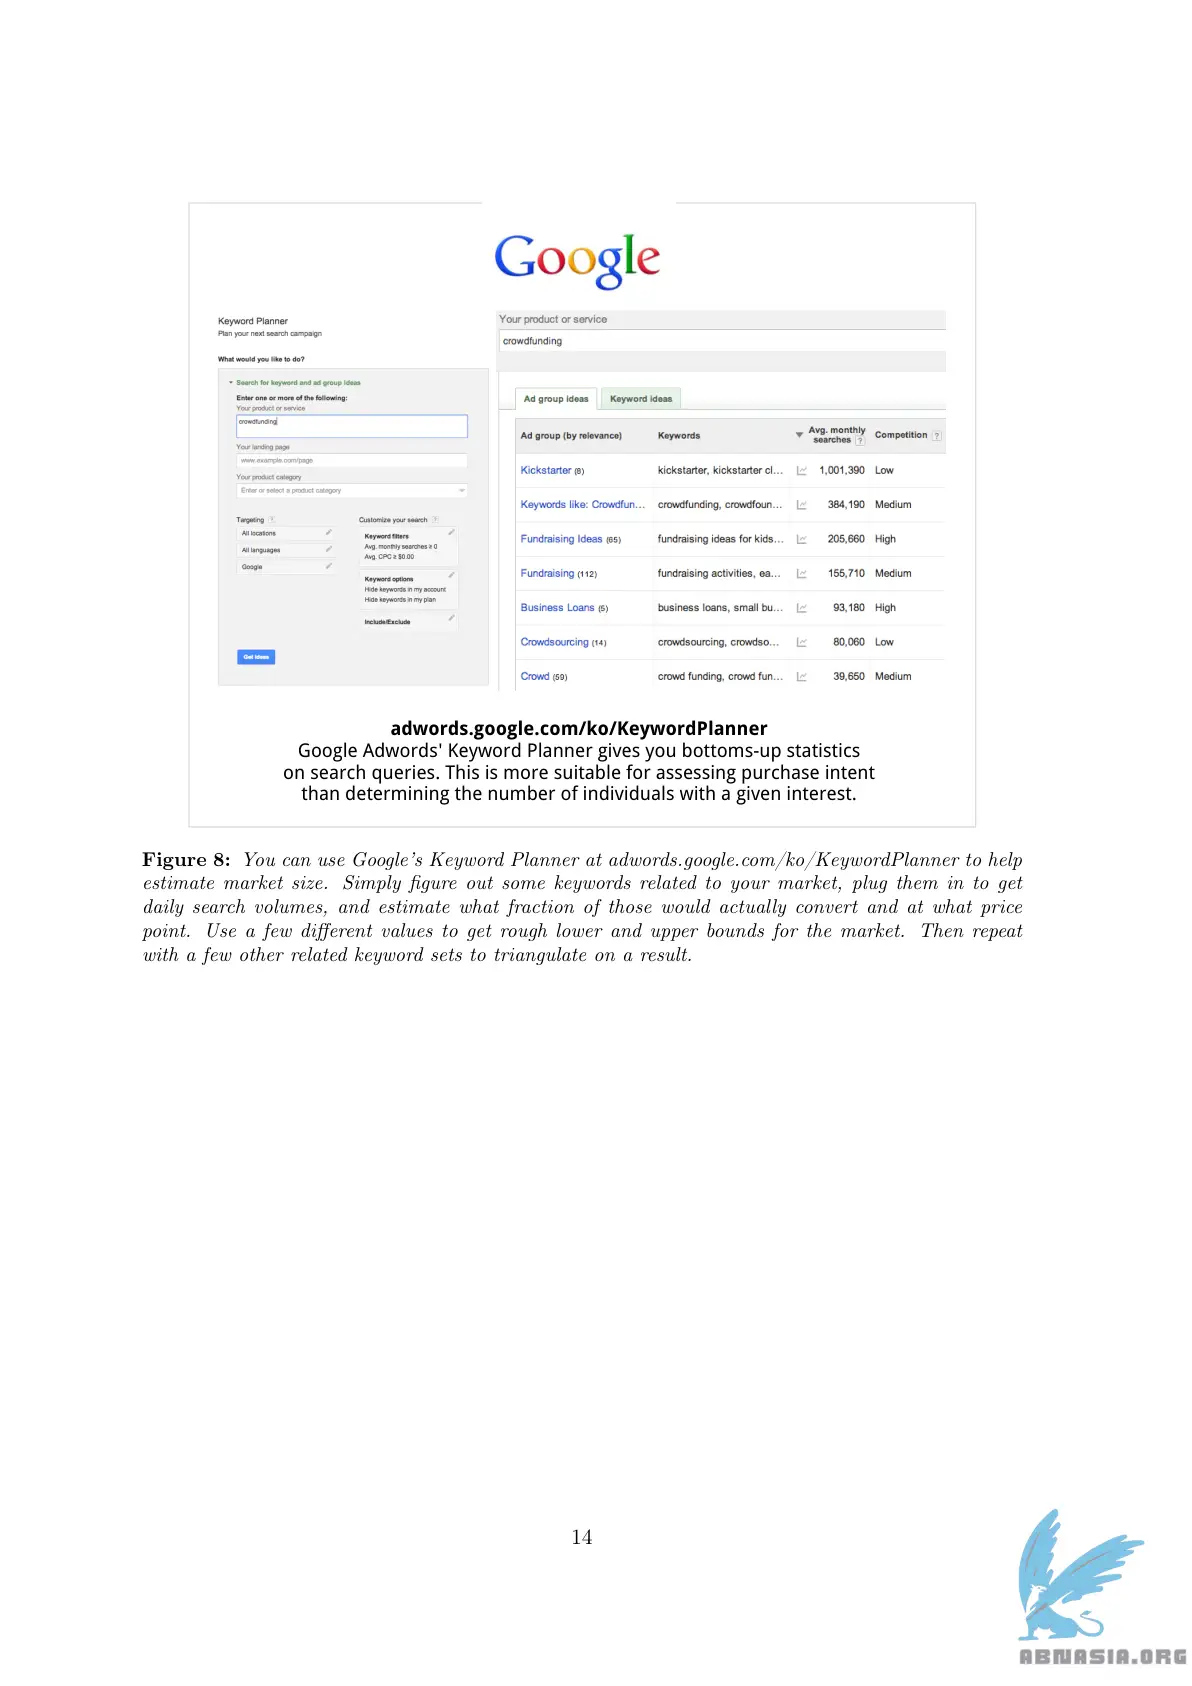 Google
Keyword Planner
Plan your next search campaign
What would you like to do?
Search for keyword and ad group ideas
Enter one or more of the following:
Your product or service
crowdfunding
Your landing page
www.example.com/page
Your product category
Enter or select a product category
Targeting ?
All locations
All languages
Google
Customize your search ?
Keyword filters
Avg. monthly searches ≥ 0
Avg. CPC ≥ $0.00
Keyword options
Hide keywords in my account
Hide keywords in my plan
Include/Exclude
Get ideas
Your product or service
crowdfunding
Ad group ideas Keyword ideas
Ad group (by relevance) Keywords Avg. monthly searches ? Competition ?
Kickstarter (8) kickstarter, kickstarter cl... 1,001,390 Low
Keywords like: Crowdfun... crowdfunding, crowdfoun... 384,190 Medium
Fundraising Ideas (65) fundraising ideas for kids... 205,660 High
Fundraising (112) fundraising activities, ea... 155,710 Medium
Business Loans (5) business loans, small bu... 93,180 High
Crowdsourcing (14) crowdsourcing, crowdso... 80,060 Low
Crowd (59) crowd funding, crowd fun... 39,650 Medium
adwords.google.com/ko/KeywordPlanner
Google Adwords' Keyword Planner gives you bottoms-up statistics
on search queries. This is more suitable for assessing purchase intent
than determining the number of individuals with a given interest.
Figure 8: You can use Google's Keyword Planner at adwords.google.com/ko/KeywordPlanner to help
estimate market size. Simply figure out some keywords related to your market, plug them in to get
daily search volumes, and estimate what fraction of those would actually convert and at what price
point. Use a few different values to get rough lower and upper bounds for the market. Then repeat
with a few other related keyword sets to triangulate on a result.
14
ABNASIA.ORG